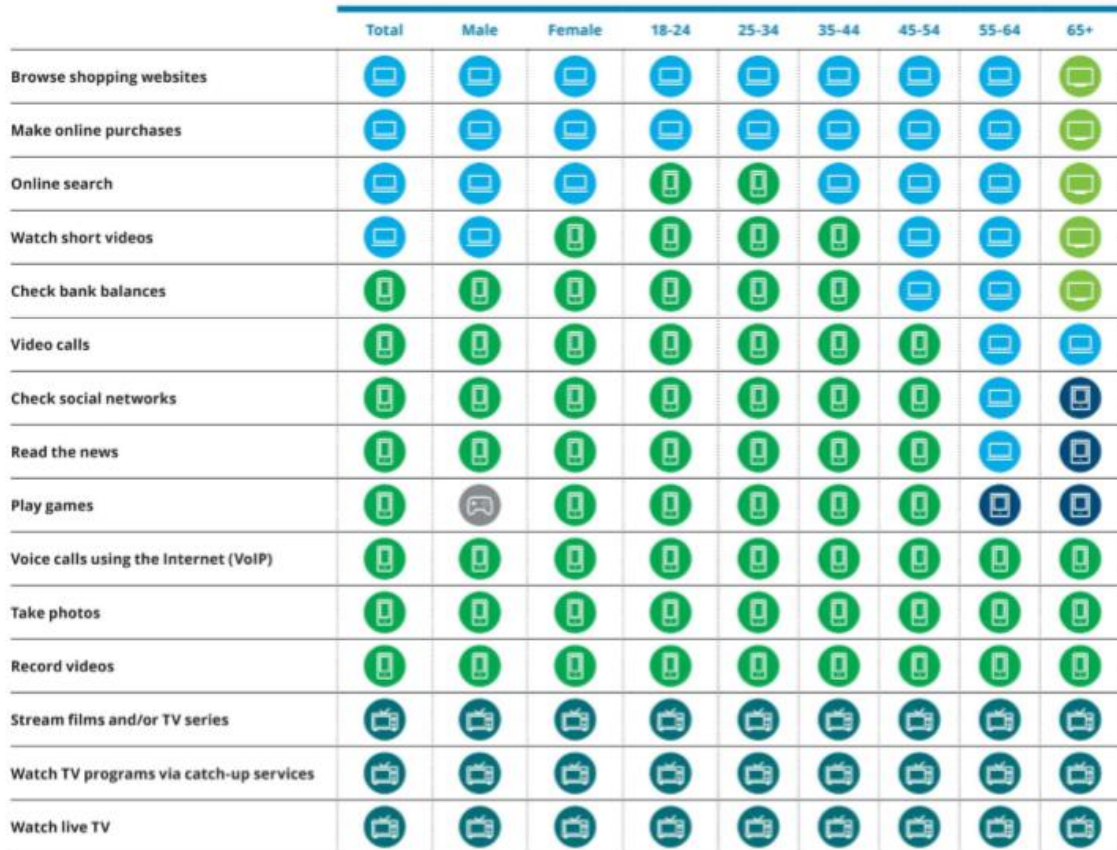 Total Male Female 18-24 25-34 35-44 45-54 55-64 65+
Browse shopping websites
Make online purchases
Online search
Watch short videos
Check bank balances
Video calls
Check social networks
Read the news
Play games
Voice calls using the Internet (VoIP)
Take photos
Record videos
Stream films and/or TV series
Watch TV programs via catch-up services
Watch live TV